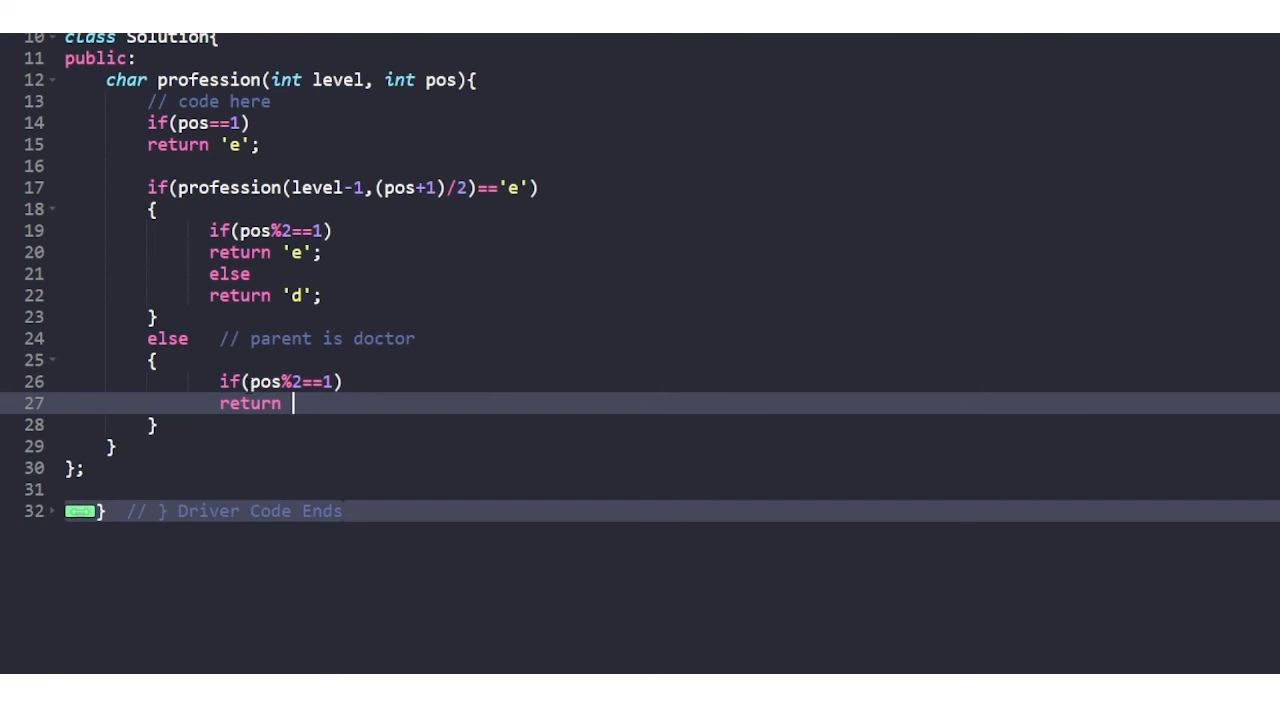 10 class Solution{
11 public:
12 char profession(int level, int pos){
13 // code here
14 if(pos==1)
15 return 'e';
16
17 if(profession(level-1,(pos+1)/2)=='e')
18 {
19 if(pos%2==1)
20 return 'e';
21 else
22 return 'd';
23 }
24 else // parent is doctor
25 {
26 if(pos%2==1)
27 return
28 }
29 }
30 };
31
32 } // } Driver Code Ends